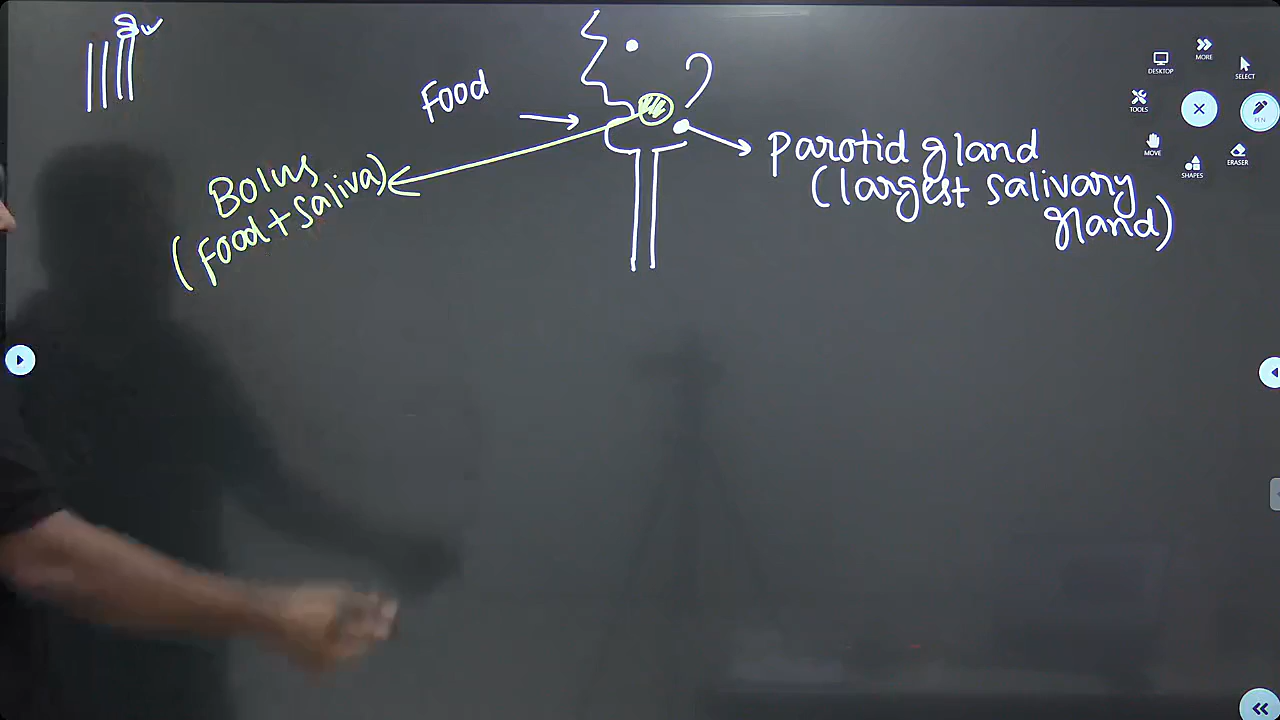 Food
Bolus
(Food + Saliva)
Parotid gland
(largest salivary
gland)
MORE
DESKTOP
SELECT
TOOLS
PEN
MOVE
SHAPES
ERASER